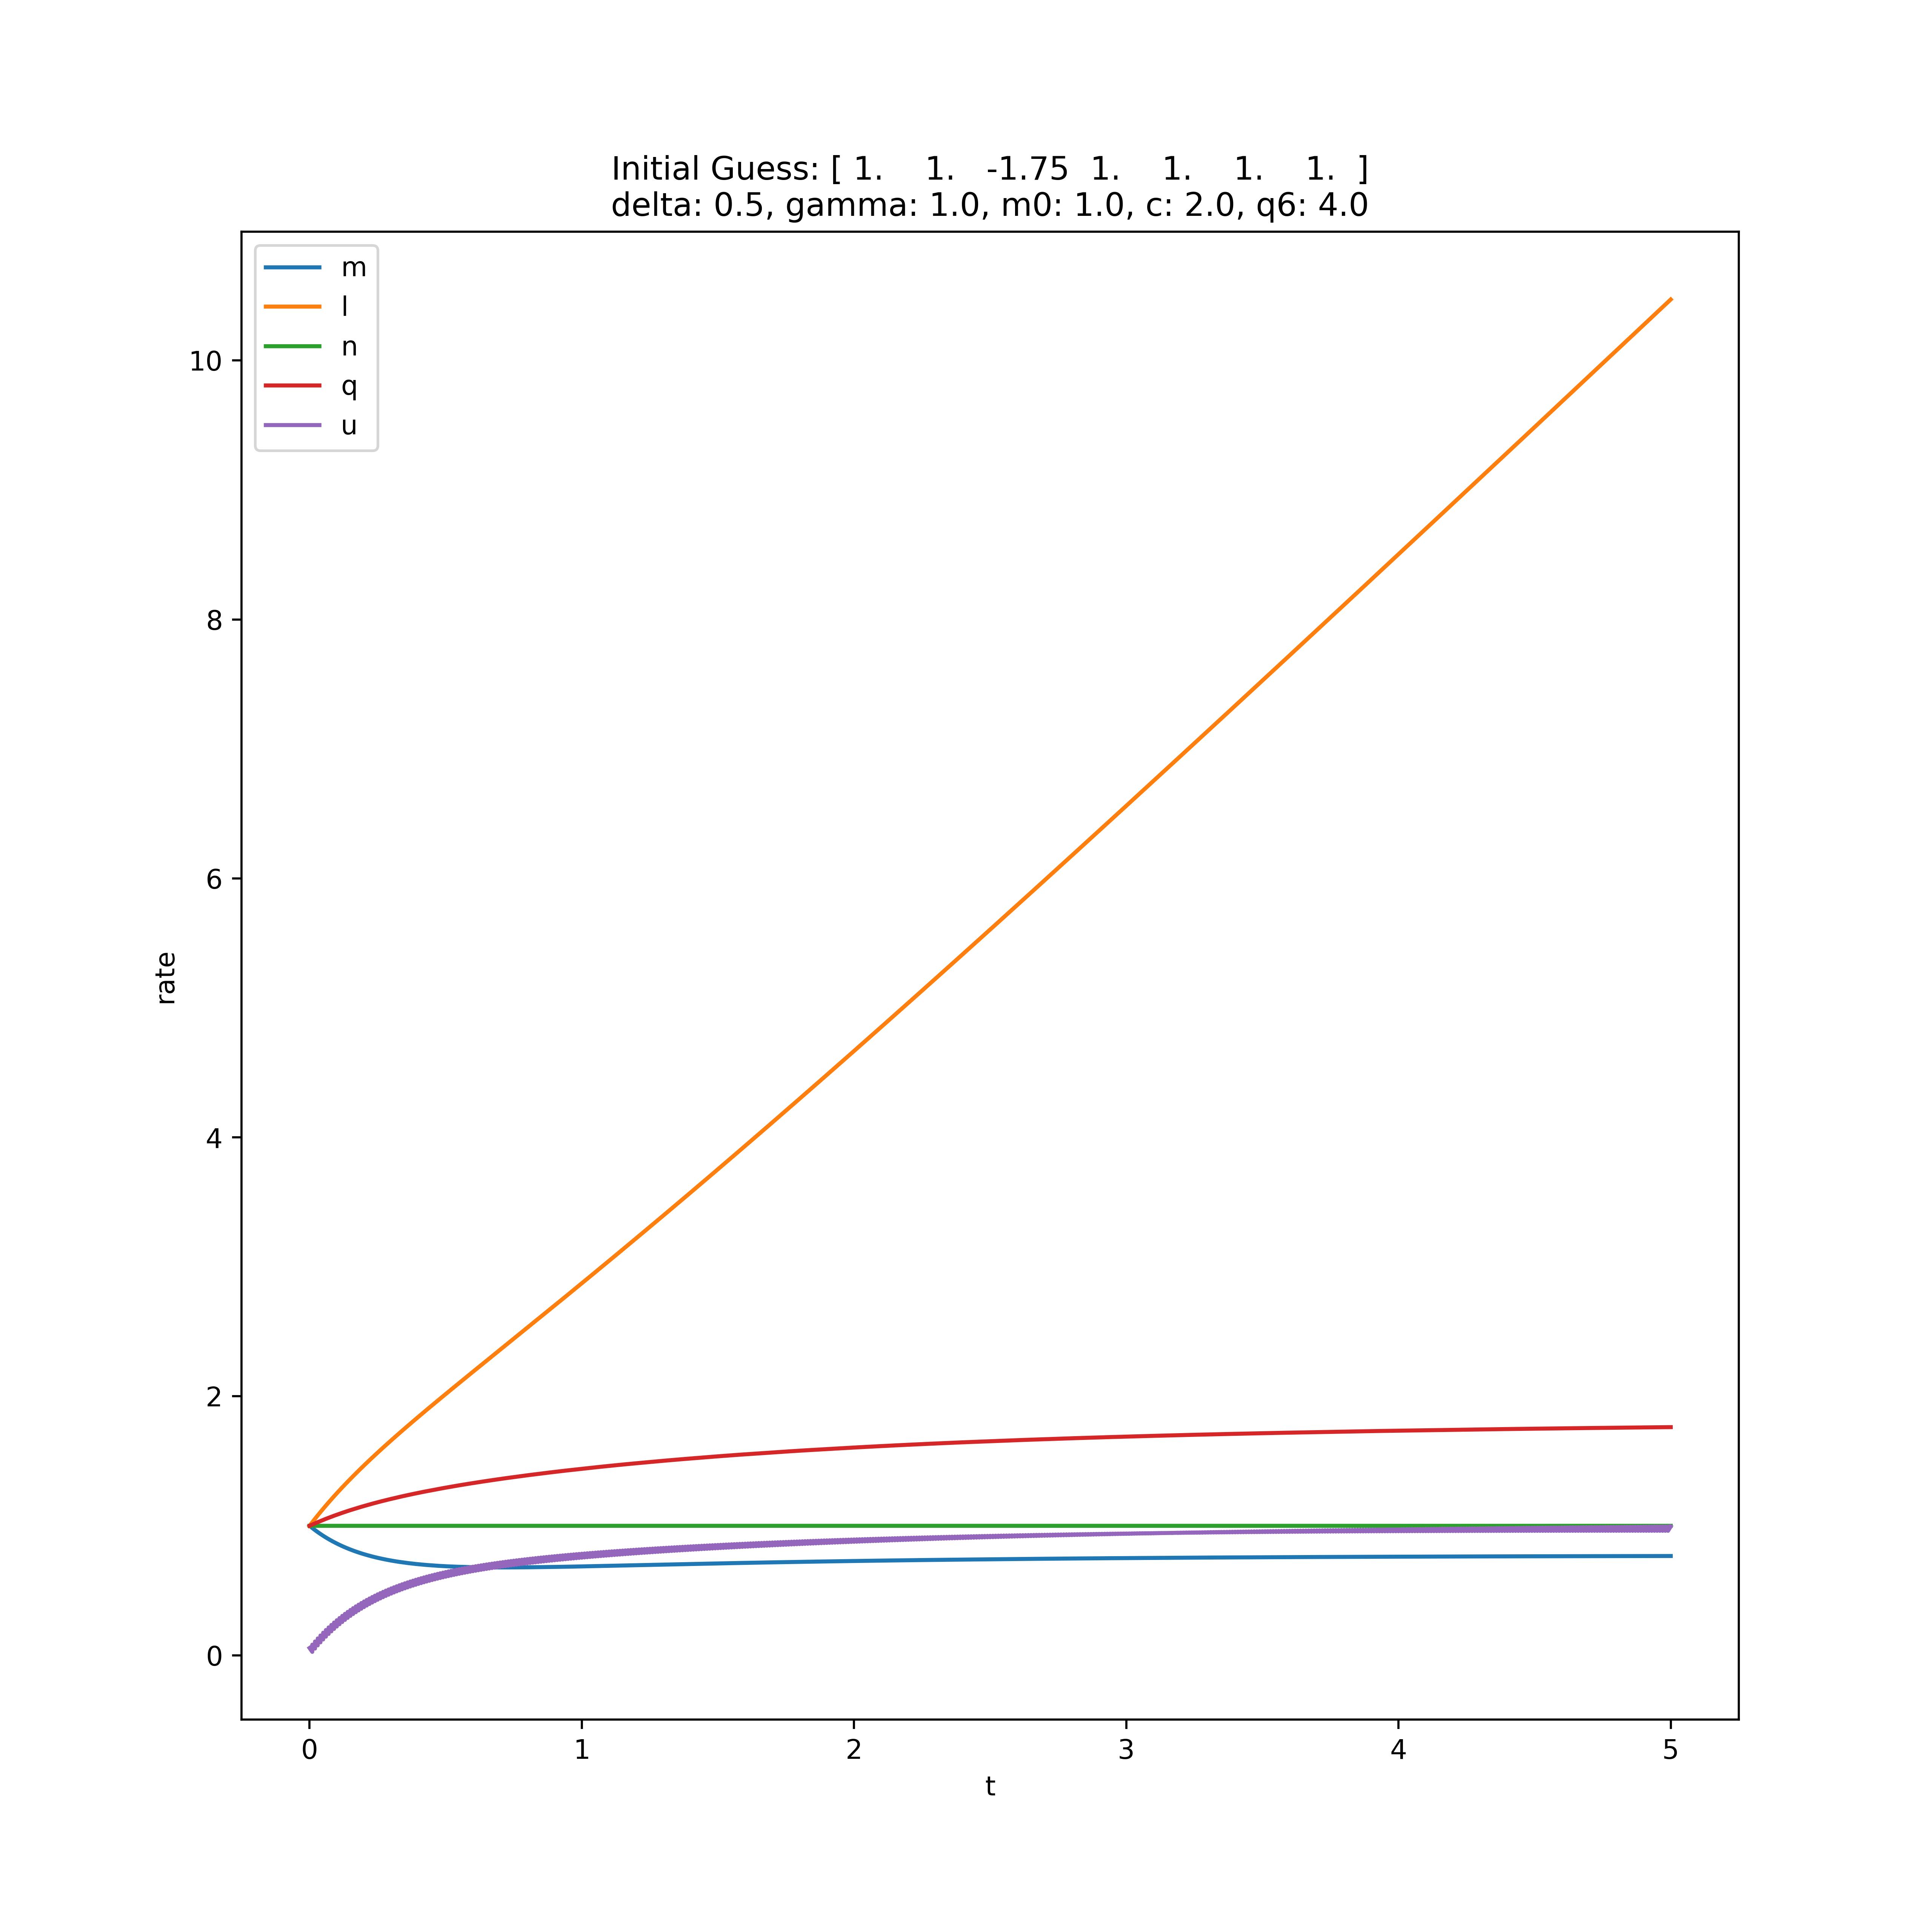 Initial Guess: [ 1. 1. -1.75 1. 1. 1. 1. ]
delta: 0.5, gamma: 1.0, m0: 1.0, c: 2.0, q6: 4.0
m
l
n
q
u
10
8
6
4
2
0
rate
0 1 2 3 4 5
t